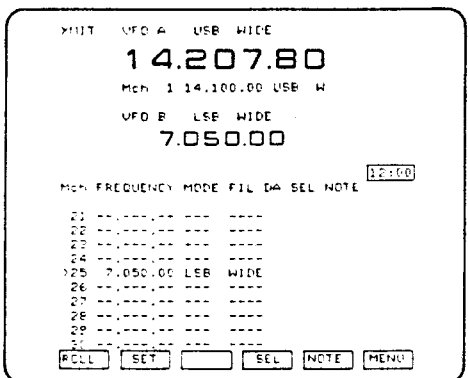 XMIT VFO A USB WIDE
14.207.80
Mch 1 14.100.00 USB W
VFO B LSB WIDE
7.050.00
12:00
Mch FREQUENCY MODE FIL DA SEL NOTE
21 --.---.-- --- ----
22 --.---.-- --- ----
23 --.---.-- --- ----
24 --.---.-- --- ----
>25 7.050.00 LSB WIDE
26 --.---.-- --- ----
27 --.---.-- --- ----
28 --.---.-- --- ----
29 --.---.-- --- ----
ROLL SET SEL NOTE MENU